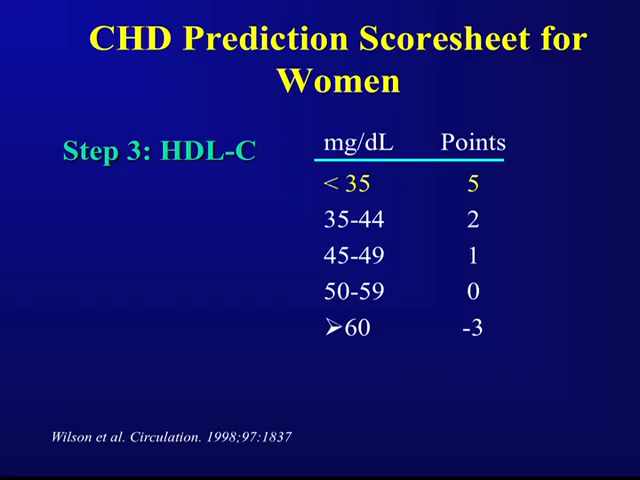 CHD Prediction Scoresheet for
Women
Step 3: HDL-C
mg/dL Points
< 35 5
35-44 2
45-49 1
50-59 0
➢60 -3
Wilson et al. Circulation. 1998;97:1837